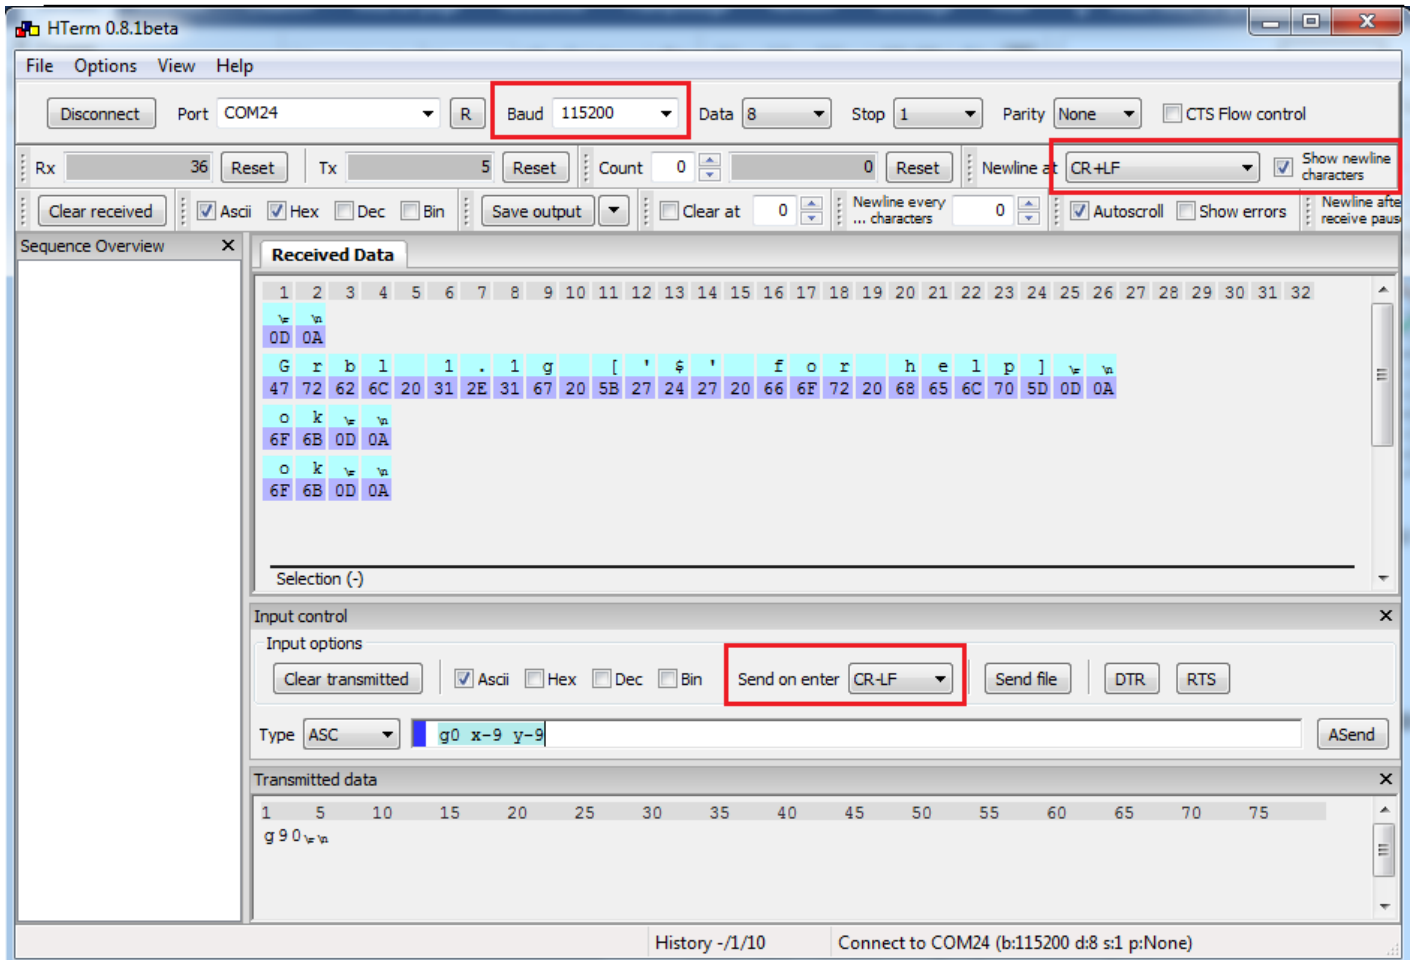 HTerm 0.8.1beta
File Options View Help
Disconnect Port COM24 R Baud 115200 Data 8 Stop 1 Parity None CTS Flow control
Rx 36 Reset Tx 5 Reset Count 0 0 Reset Newline at CR+LF Show newline characters
Clear received Ascii Hex Dec Bin Save output Clear at 0 Newline every ... characters 0 Autoscroll Show errors Newline afte receive paus
Sequence Overview X
Received Data
1 2 3 4 5 6 7 8 9 10 11 12 13 14 15 16 17 18 19 20 21 22 23 24 25 26 27 28 29 30 31 32
\r \n
0D 0A
G r b l 1 . 1 g [ ' $ ' f o r h e l p ] \r \n
47 72 62 6C 20 31 2E 31 67 20 5B 27 24 27 20 66 6F 72 20 68 65 6C 70 5D 0D 0A
o k \r \n
6F 6B 0D 0A
o k \r \n
6F 6B 0D 0A
Selection (-)
Input control X
Input options
Clear transmitted Ascii Hex Dec Bin Send on enter CR-LF Send file DTR RTS
Type ASC g0 x-9 y-9 ASend
Transmitted data X
1 5 10 15 20 25 30 35 40 45 50 55 60 65 70 75
g90\r\n
History -/1/10 Connect to COM24 (b:115200 d:8 s:1 p:None)